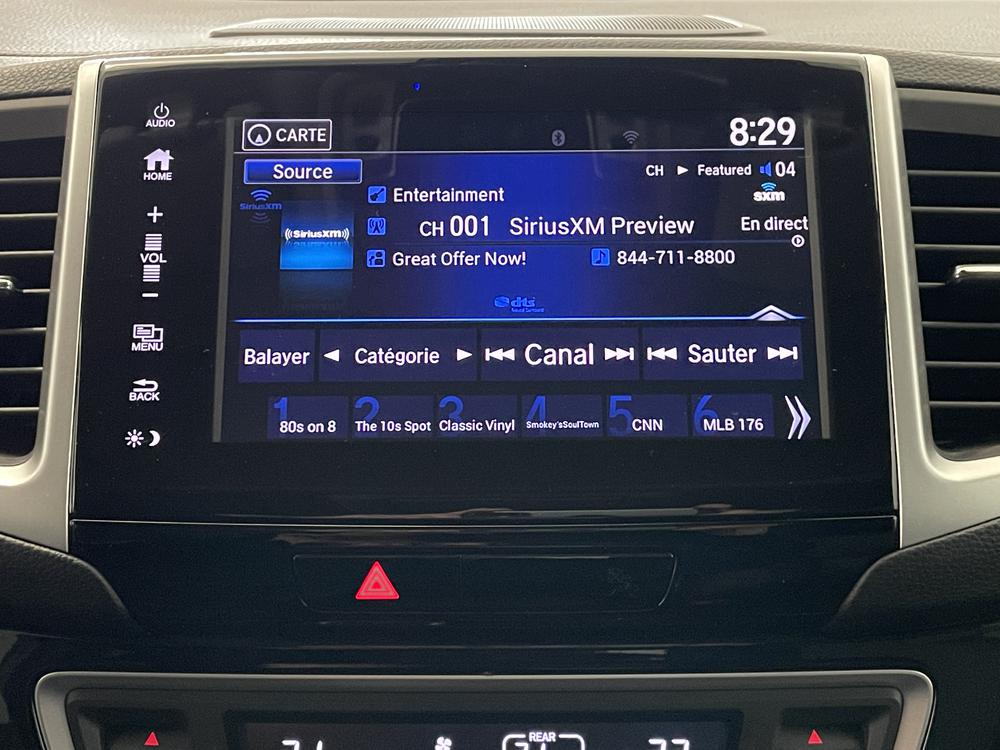 AUDIO
HOME
+
VOL
−
MENU
BACK
CARTE
8:29
Source
CH ► Featured 04
SiriusXM
sxm
Entertainment
((SiriusXM))
CH 001 SiriusXM Preview
En direct
Great Offer Now!
844-711-8800
dts
Balayer
Catégorie
Canal
Sauter
1 80s on 8
2 The 10s Spot
3 Classic Vinyl
4 Smokey'sSoulTown
5 CNN
6 MLB 176
REAR